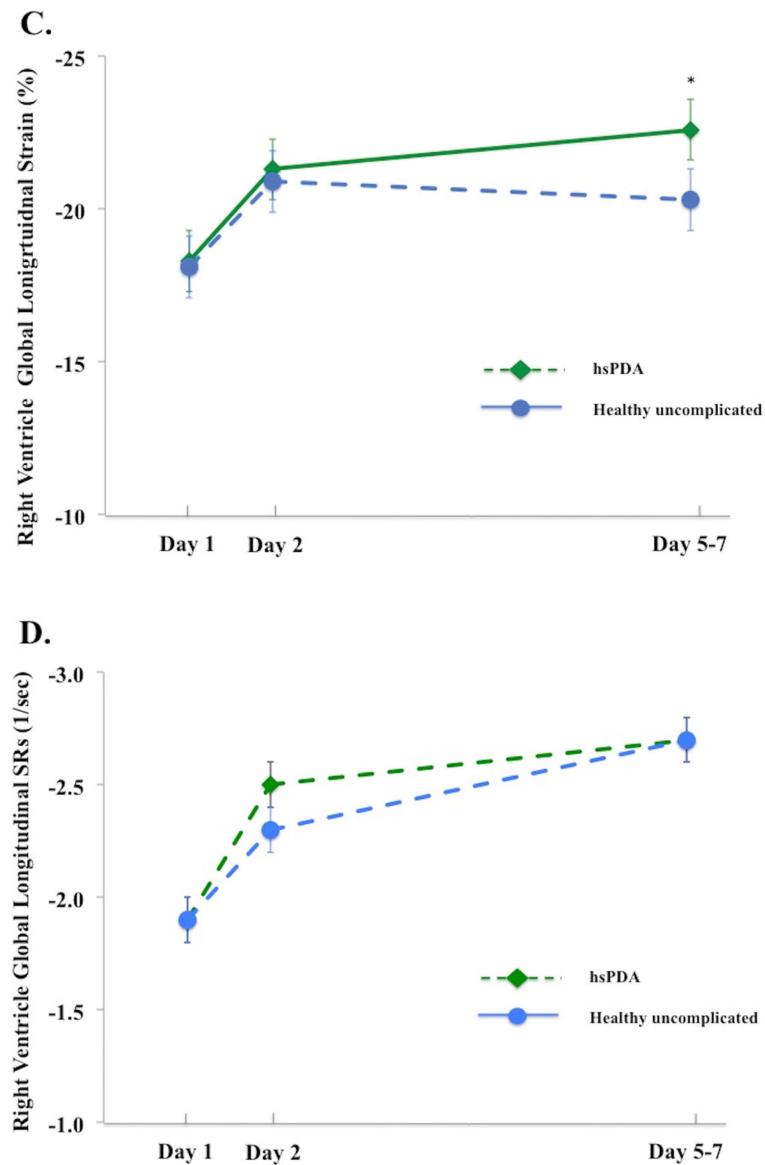 C.
Right Ventricle Global Lonigrtuidnal Strain (%)
-25
*
-20
-15
-10
hsPDA
Healthy uncomplicated
Day 1 Day 2 Day 5-7
D.
Right Ventricle Global Longitudinal SRs (1/sec)
-3.0
-2.5
-2.0
-1.5
-1.0
hsPDA
Healthy uncomplicated
Day 1 Day 2 Day 5-7